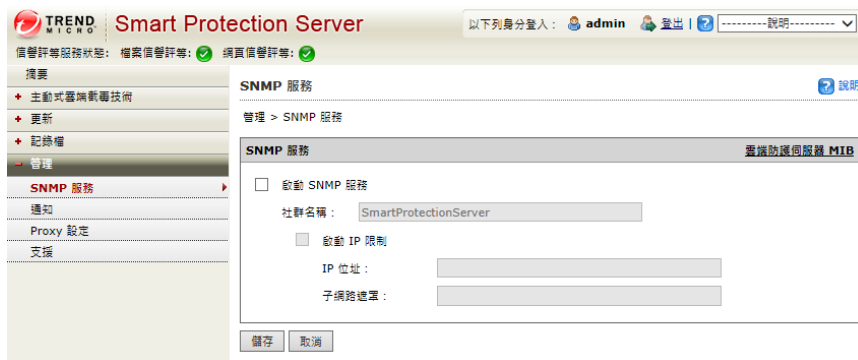 TREND MICRO Smart Protection Server 以下列身分登入： admin 登出 | ---------說明---------
信譽評等服務狀態： 檔案信譽評等： 網頁信譽評等：
摘要
主動式雲端截毒技術
更新
記錄檔
管理
SNMP 服務
通知
Proxy 設定
支援
SNMP 服務 說明
管理 > SNMP 服務
SNMP 服務 雲端防護伺服器 MIB
啟動 SNMP 服務
社群名稱： SmartProtectionServer
啟動 IP 限制
IP 位址：
子網路遮罩：
儲存 取消